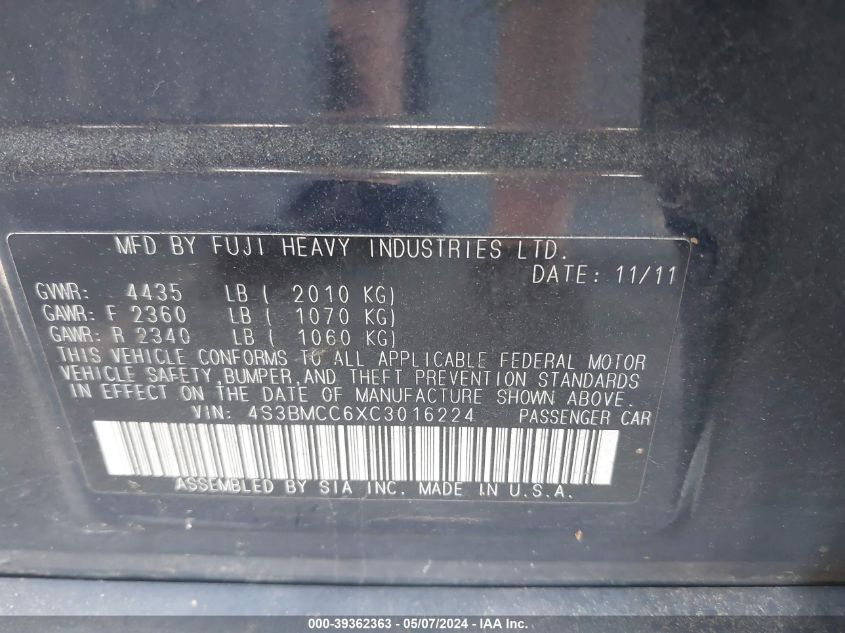 MFD BY FUJI HEAVY INDUSTRIES LTD.
DATE: 11/11
GVWR: 4435 LB ( 2010 KG)
GAWR: F 2360 LB ( 1070 KG)
GAWR: R 2340 LB ( 1060 KG)
THIS VEHICLE CONFORMS TO ALL APPLICABLE FEDERAL MOTOR
VEHICLE SAFETY, BUMPER, AND THEFT PREVENTION STANDARDS
IN EFFECT ON THE DATE OF MANUFACTURE SHOWN ABOVE.
VIN: 4S3BMCC6XC3016224 PASSENGER CAR
ASSEMBLED BY SIA INC. MADE IN U.S.A.
000-39362363 - 05/07/2024 - IAA Inc.